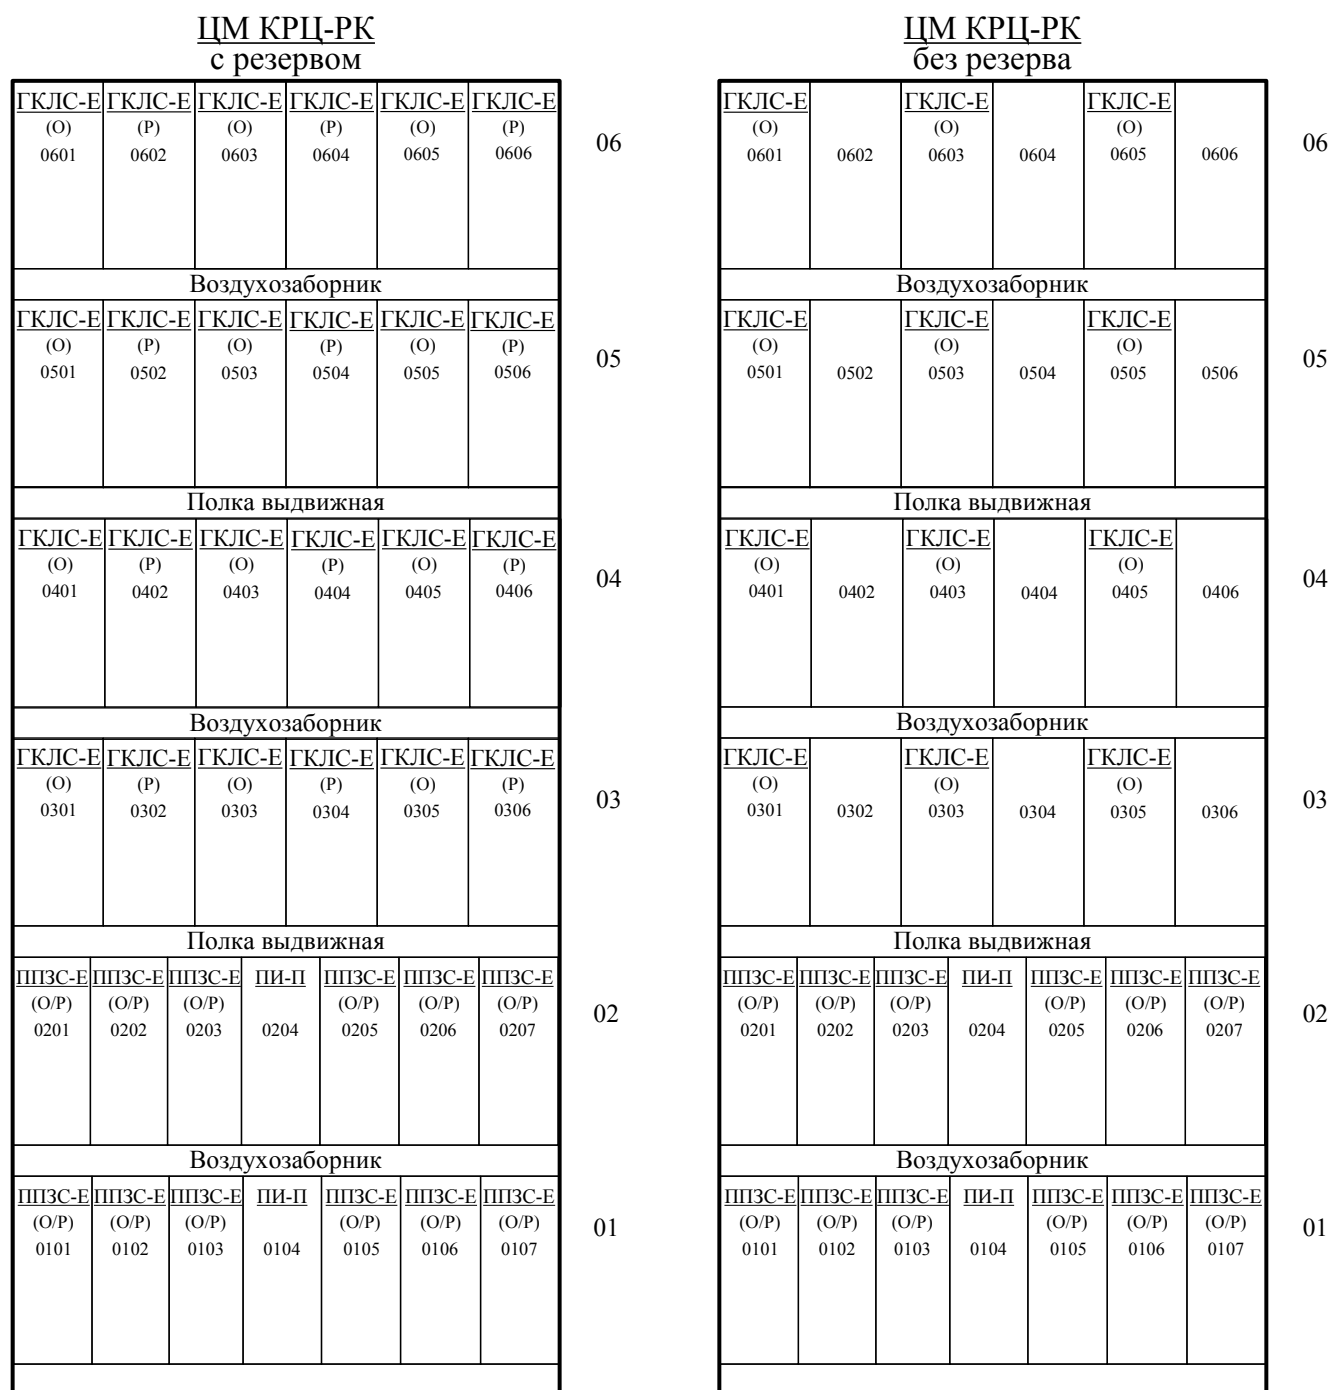 ЦМ КРЦ-РК
с резервом
ГКЛС-Е ГКЛС-Е ГКЛС-Е ГКЛС-Е ГКЛС-Е ГКЛС-Е
(О) (Р) (О) (Р) (О) (Р)
0601 0602 0603 0604 0605 0606
06
Воздухозаборник
ГКЛС-Е ГКЛС-Е ГКЛС-Е ГКЛС-Е ГКЛС-Е ГКЛС-Е
(О) (Р) (О) (Р) (О) (Р)
0501 0502 0503 0504 0505 0506
05
Полка выдвижная
ГКЛС-Е ГКЛС-Е ГКЛС-Е ГКЛС-Е ГКЛС-Е ГКЛС-Е
(О) (Р) (О) (Р) (О) (Р)
0401 0402 0403 0404 0405 0406
04
Воздухозаборник
ГКЛС-Е ГКЛС-Е ГКЛС-Е ГКЛС-Е ГКЛС-Е ГКЛС-Е
(О) (Р) (О) (Р) (О) (Р)
0301 0302 0303 0304 0305 0306
03
Полка выдвижная
ППЗС-Е ППЗС-Е ППЗС-Е ПИ-П ППЗС-Е ППЗС-Е ППЗС-Е
(О/Р) (О/Р) (О/Р) (О/Р) (О/Р) (О/Р)
0201 0202 0203 0204 0205 0206 0207
02
Воздухозаборник
ППЗС-Е ППЗС-Е ППЗС-Е ПИ-П ППЗС-Е ППЗС-Е ППЗС-Е
(О/Р) (О/Р) (О/Р) (О/Р) (О/Р) (О/Р)
0101 0102 0103 0104 0105 0106 0107
01
ЦМ КРЦ-РК
без резерва
ГКЛС-Е ГКЛС-Е ГКЛС-Е
(О) (О) (О)
0601 0602 0603 0604 0605 0606
06
Воздухозаборник
ГКЛС-Е ГКЛС-Е ГКЛС-Е
(О) (О) (О)
0501 0502 0503 0504 0505 0506
05
Полка выдвижная
ГКЛС-Е ГКЛС-Е ГКЛС-Е
(О) (О) (О)
0401 0402 0403 0404 0405 0406
04
Воздухозаборник
ГКЛС-Е ГКЛС-Е ГКЛС-Е
(О) (О) (О)
0301 0302 0303 0304 0305 0306
03
Полка выдвижная
ППЗС-Е ППЗС-Е ППЗС-Е ПИ-П ППЗС-Е ППЗС-Е ППЗС-Е
(О/Р) (О/Р) (О/Р) (О/Р) (О/Р) (О/Р)
0201 0202 0203 0204 0205 0206 0207
02
Воздухозаборник
ППЗС-Е ППЗС-Е ППЗС-Е ПИ-П ППЗС-Е ППЗС-Е ППЗС-Е
(О/Р) (О/Р) (О/Р) (О/Р) (О/Р) (О/Р)
0101 0102 0103 0104 0105 0106 0107
01